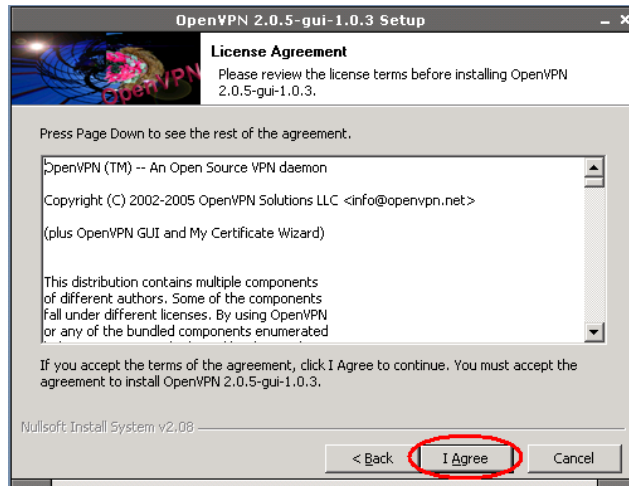 OpenVPN 2.0.5-gui-1.0.3 Setup
OpenVPN
License Agreement
Please review the license terms before installing OpenVPN
2.0.5-gui-1.0.3.
Press Page Down to see the rest of the agreement.
OpenVPN (TM) -- An Open Source VPN daemon
Copyright (C) 2002-2005 OpenVPN Solutions LLC <info@openvpn.net>
(plus OpenVPN GUI and My Certificate Wizard)
This distribution contains multiple components
of different authors. Some of the components
fall under different licenses. By using OpenVPN
or any of the bundled components enumerated
If you accept the terms of the agreement, click I Agree to continue. You must accept the
agreement to install OpenVPN 2.0.5-gui-1.0.3.
Nullsoft Install System v2.08
< Back
I Agree
Cancel